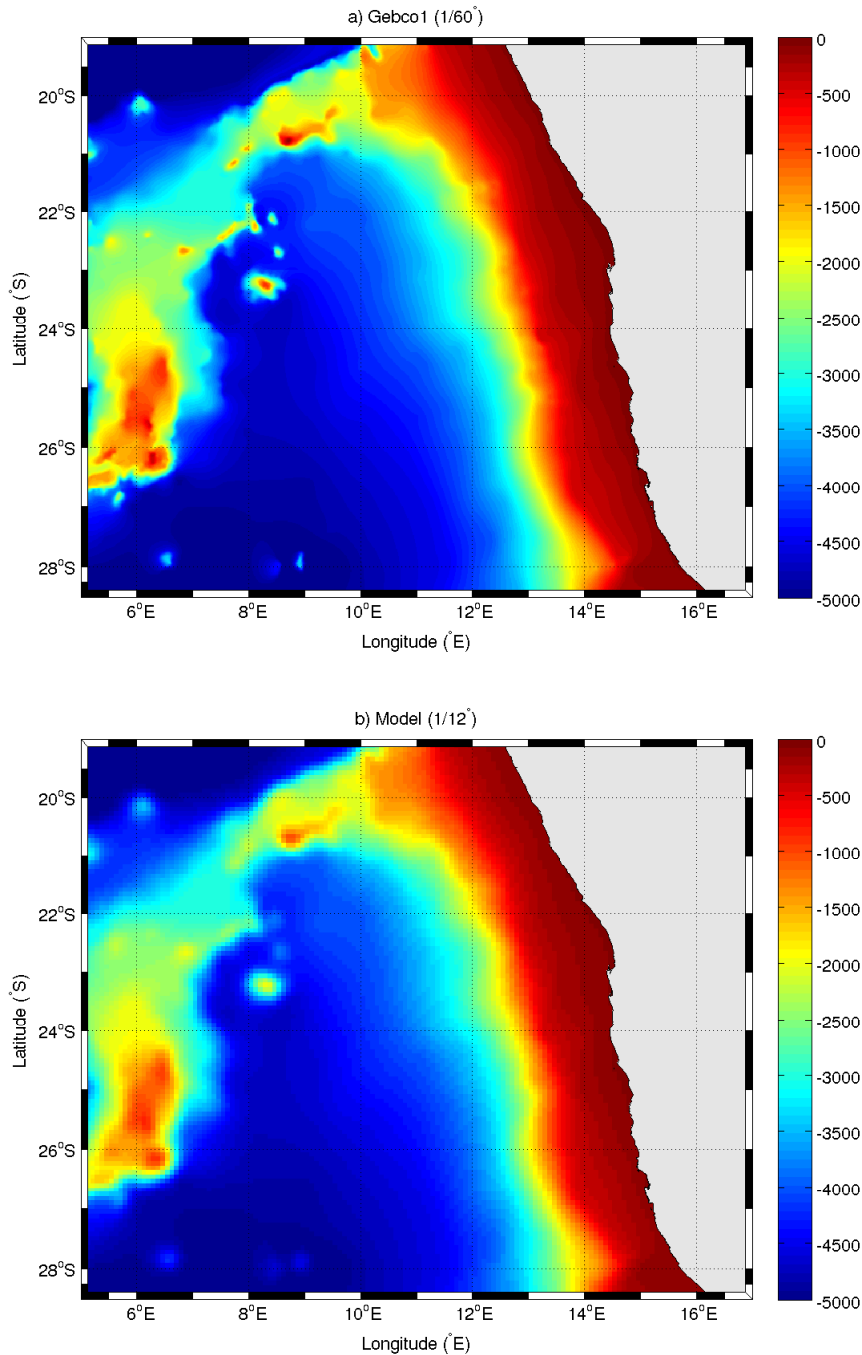 a) Gebco1 (1/60°)
20°S
22°S
24°S
26°S
28°S
Latitude (°S)
6°E 8°E 10°E 12°E 14°E 16°E
Longitude (°E)
0
-500
-1000
-1500
-2000
-2500
-3000
-3500
-4000
-4500
-5000
b) Model (1/12°)
20°S
22°S
24°S
26°S
28°S
Latitude (°S)
6°E 8°E 10°E 12°E 14°E 16°E
Longitude (°E)
0
-500
-1000
-1500
-2000
-2500
-3000
-3500
-4000
-4500
-5000